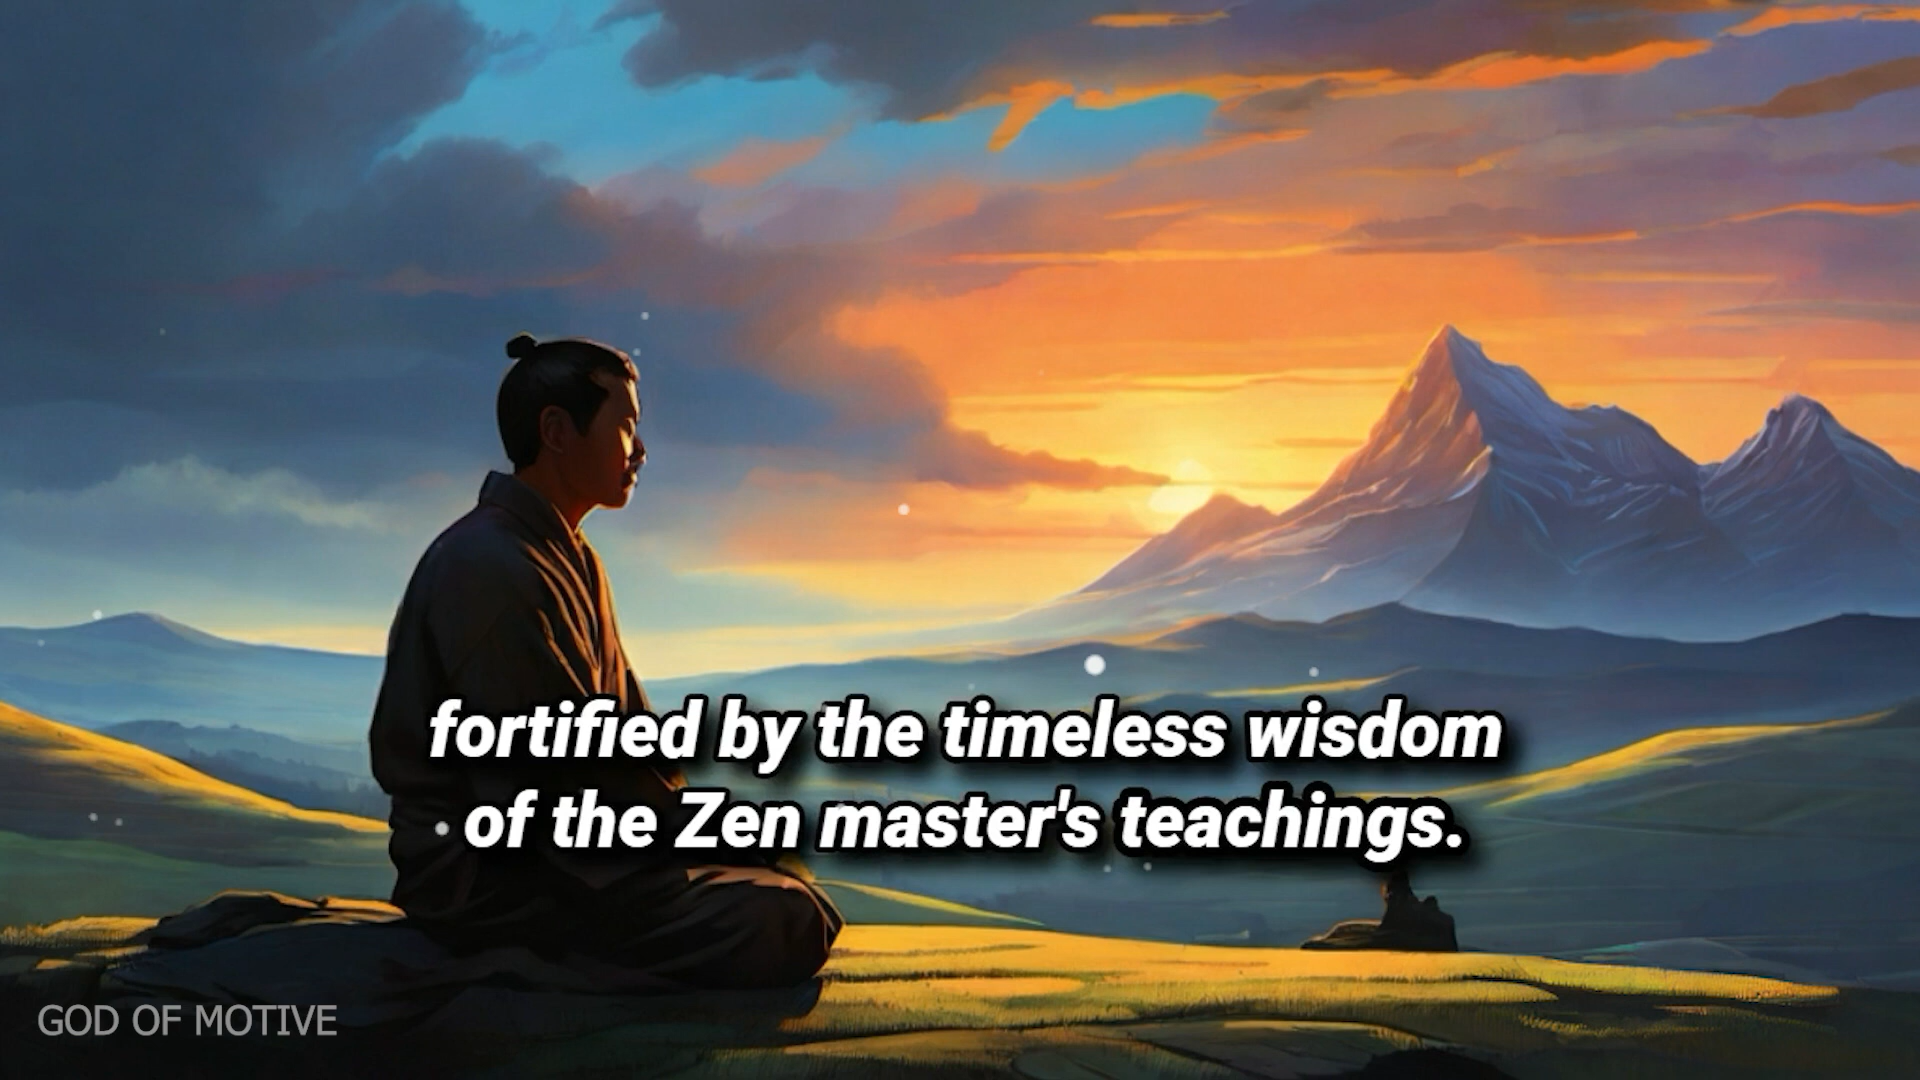 fortified by the timeless wisdom
of the Zen master's teachings.
GOD OF MOTIVE